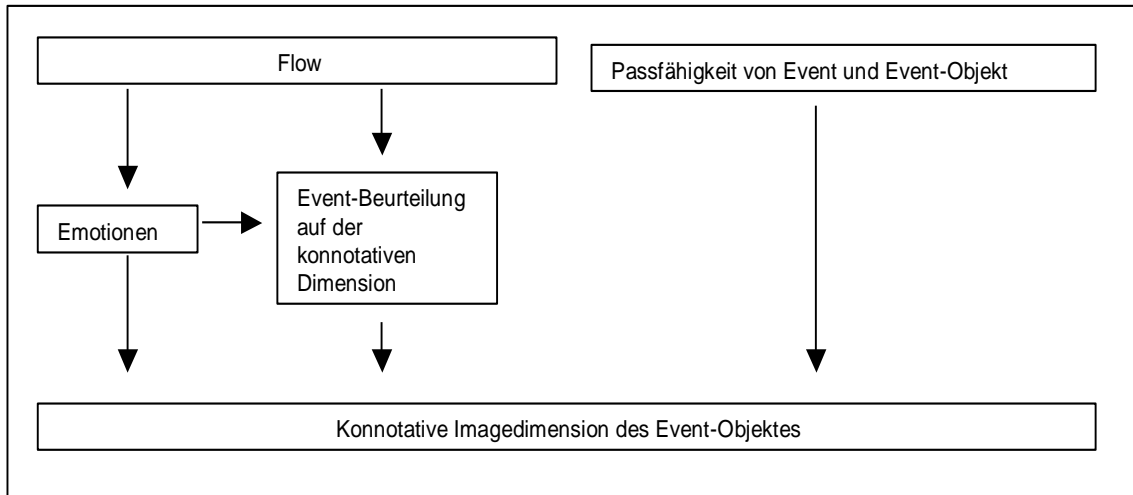 Flow
Passfähigkeit von Event und Event-Objekt
Emotionen
Event-Beurteilung
auf der
konnotativen
Dimension
Konnotative Imagedimension des Event-Objektes